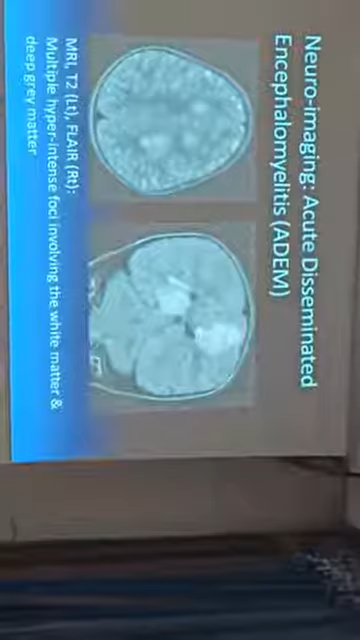 Neuro-imaging: Acute Disseminated
Encephalomyelitis (ADEM)
MRI, T2 (Lt), FLAIR (Rt):
Multiple hyper-intense foci involving the white matter &
deep grey matter